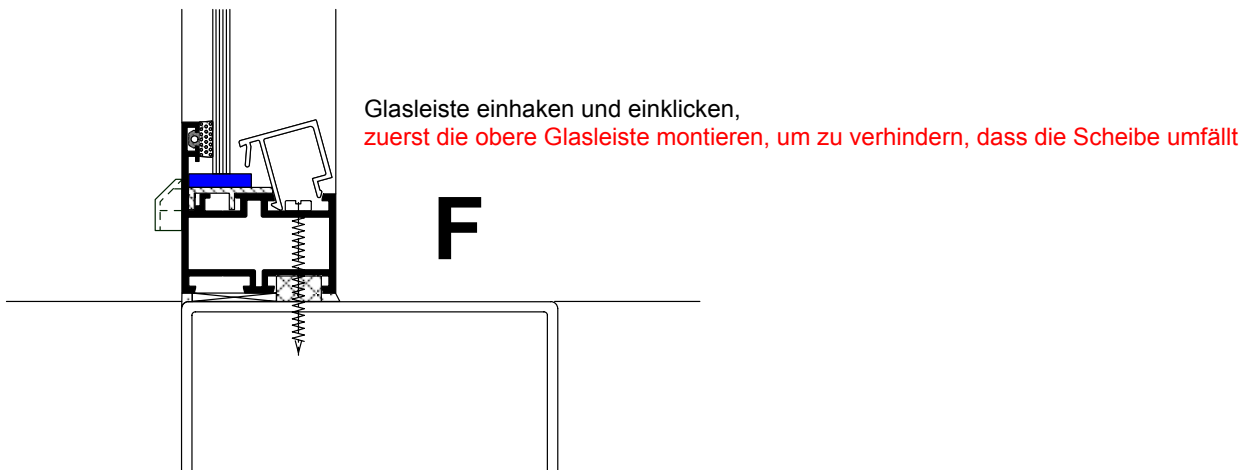 Glasleiste einhaken und einklicken,
zuerst die obere Glasleiste montieren, um zu verhindern, dass die Scheibe umfällt
F